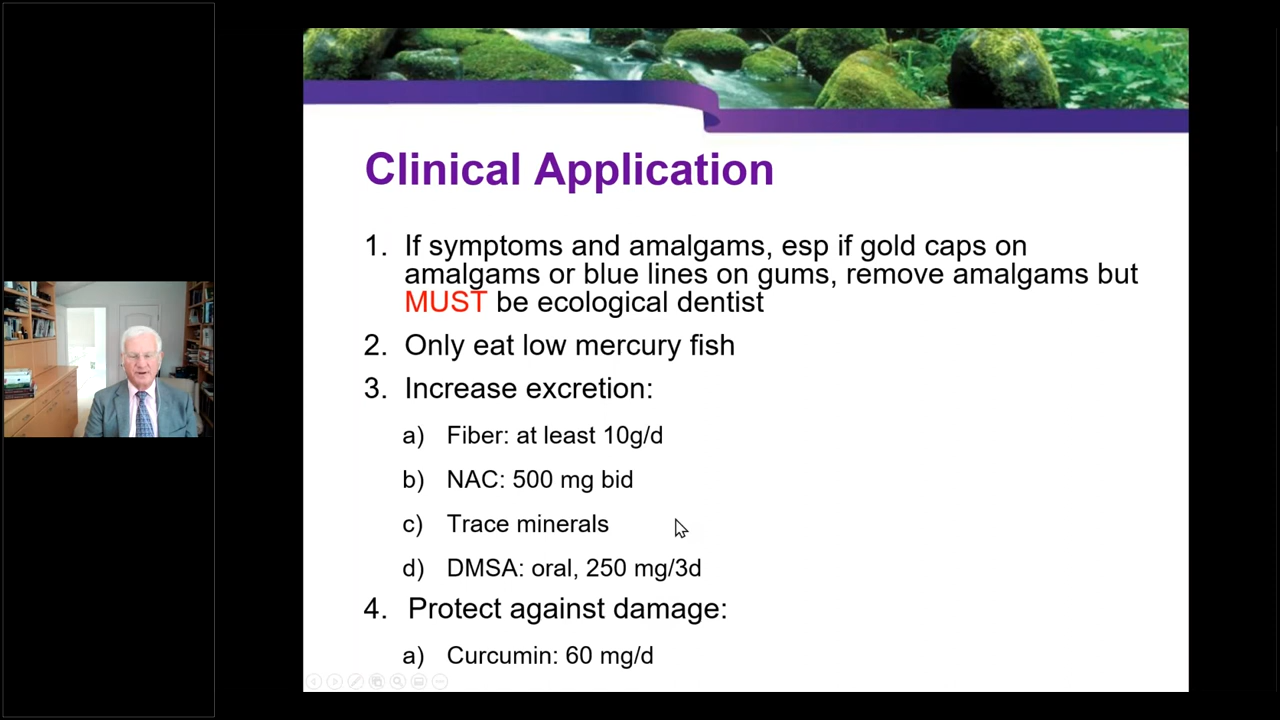 Clinical Application
1. If symptoms and amalgams, esp if gold caps on
amalgams or blue lines on gums, remove amalgams but
MUST be ecological dentist
2. Only eat low mercury fish
3. Increase excretion:
a) Fiber: at least 10g/d
b) NAC: 500 mg bid
c) Trace minerals
d) DMSA: oral, 250 mg/3d
4. Protect against damage:
a) Curcumin: 60 mg/d